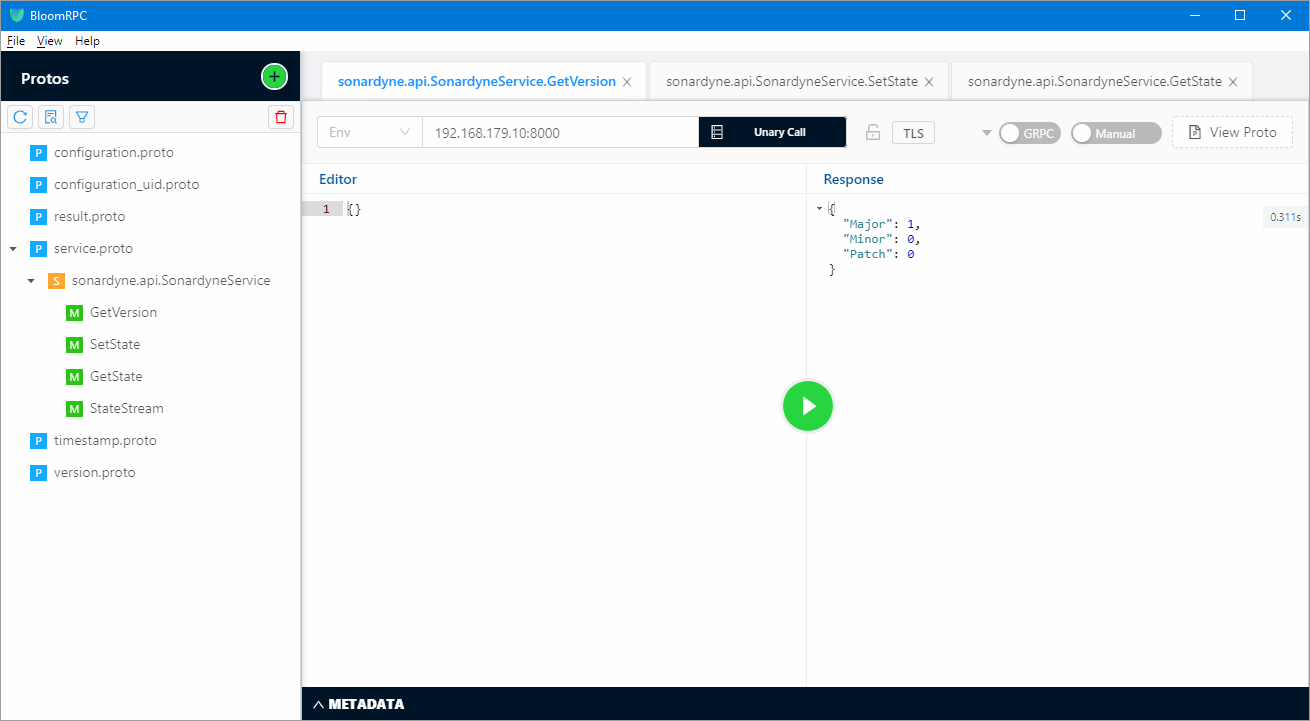 BloomRPC
File View Help
Protos
sonardyne.api.SonardyneService.GetVersion
sonardyne.api.SonardyneService.SetState
sonardyne.api.SonardyneService.GetState
Env
192.168.179.10:8000
Unary Call
TLS
GRPC
Manual
View Proto
P configuration.proto
P configuration_uid.proto
P result.proto
P service.proto
S sonardyne.api.SonardyneService
M GetVersion
M SetState
M GetState
M StateStream
P timestamp.proto
P version.proto
Editor
1 {}
Response
{
"Major": 1,
"Minor": 0,
"Patch": 0
}
0.311s
METADATA